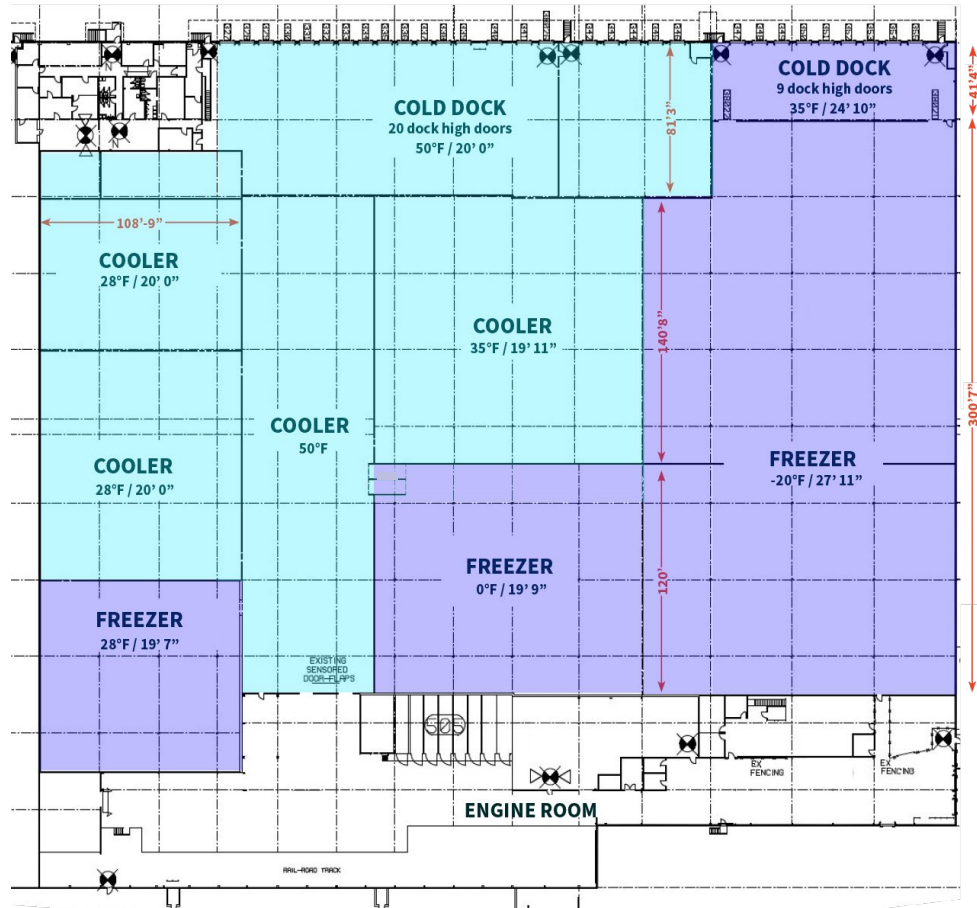 COLD DOCK
20 dock high doors
50°F / 20' 0"
81'3"
COLD DOCK
9 dock high doors
35°F / 24' 10"
41'4"
108'-9"
COOLER
28°F / 20' 0"
COOLER
35°F / 19' 11"
140'8"
300'7"
COOLER
50°F
COOLER
28°F / 20' 0"
FREEZER
-20°F / 27' 11"
FREEZER
0°F / 19' 9"
120'
FREEZER
28°F / 19' 7"
EXISTING
SENSORED
DOOR-FLAPS
EX
FENCING
EX
FENCING
ENGINE ROOM
RAIL-ROAD TRACK